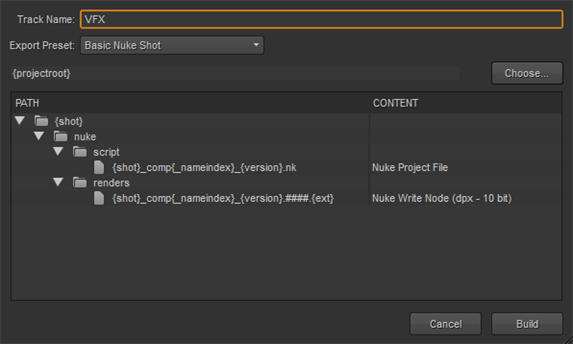 Track Name: VFX
Export Preset: Basic Nuke Shot
{projectroot} Choose...
PATH CONTENT
{shot}
nuke
script
{shot}_comp{_nameindex}_{version}.nk Nuke Project File
renders
{shot}_comp{_nameindex}_{version}.####.{ext} Nuke Write Node (dpx - 10 bit)
Cancel Build